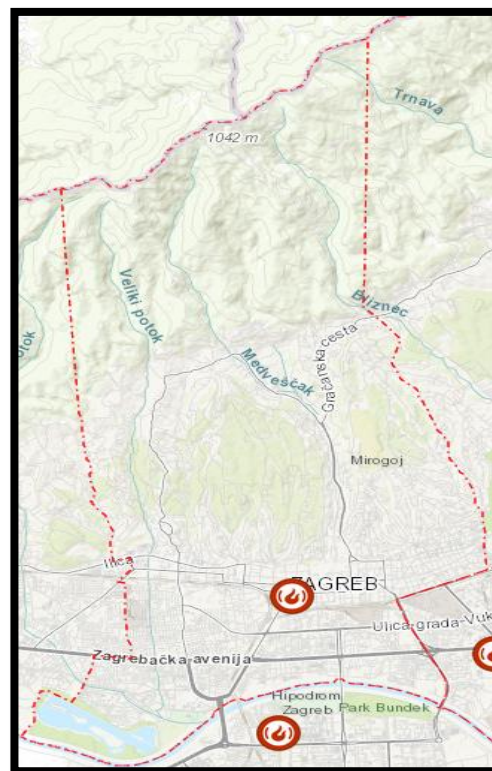 Trnava
1042 m
Veliki potok
Bliznec
otok
Gračanska cesta
Medveščak
Mirogoj
Ilica
ZAGREB
Ulica grada Vuk
Zagrebačka avenija
Hipodrom
Zagreb
Park Bundek